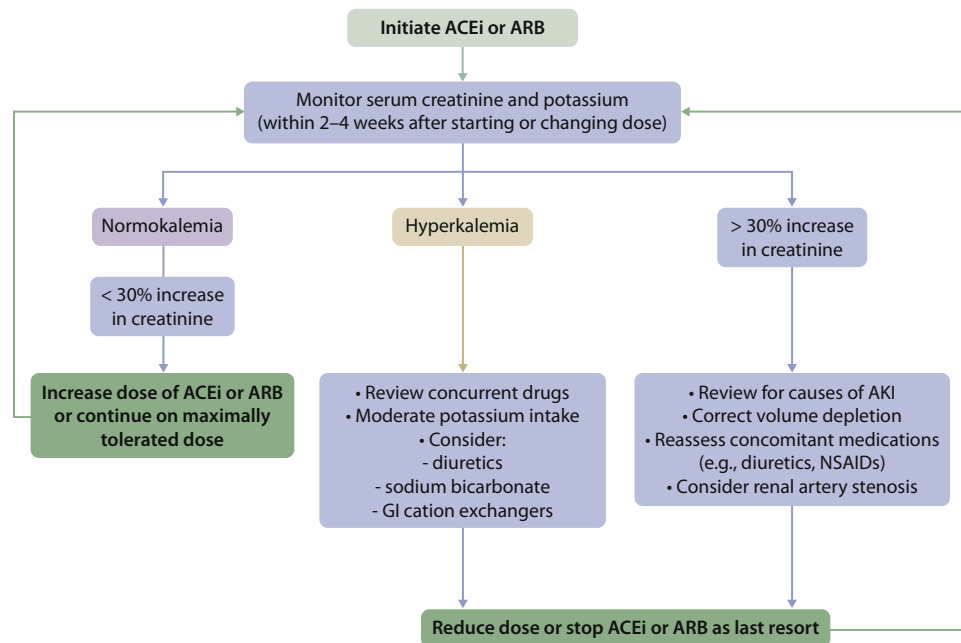 Initiate ACEi or ARB
Monitor serum creatinine and potassium
(within 2–4 weeks after starting or changing dose)
Normokalemia
< 30% increase
in creatinine
Increase dose of ACEi or ARB
or continue on maximally
tolerated dose
Hyperkalemia
• Review concurrent drugs
• Moderate potassium intake
• Consider:
- diuretics
- sodium bicarbonate
- GI cation exchangers
> 30% increase
in creatinine
• Review for causes of AKI
• Correct volume depletion
• Reassess concomitant medications
(e.g., diuretics, NSAIDs)
• Consider renal artery stenosis
Reduce dose or stop ACEi or ARB as last resort